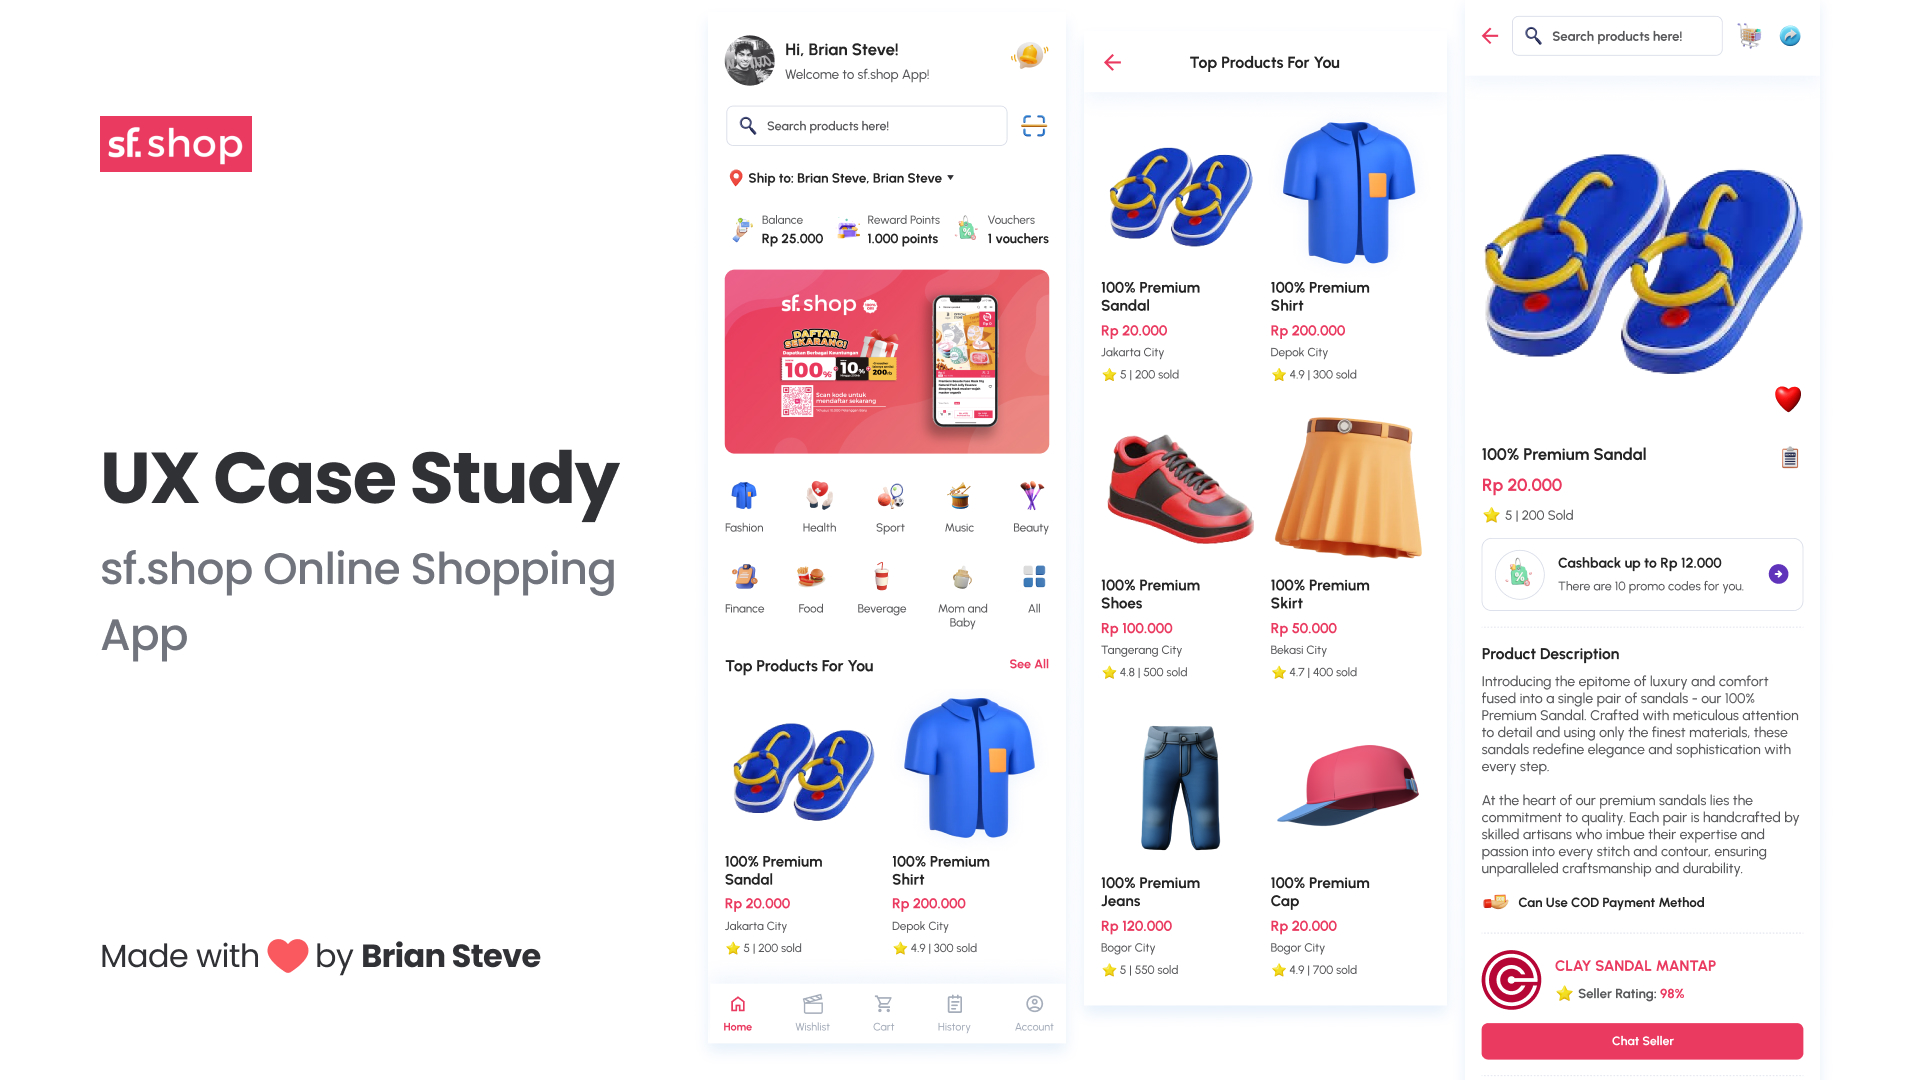 sf.shop
UX Case Study
sf.shop Online Shopping
App
Made with by Brian Steve
Hi, Brian Steve!
Welcome to sf.shop App!
Search products here!
Ship to: Brian Steve, Brian Steve
Balance
Rp 25.000
Reward Points
1.000 points
Vouchers
1 vouchers
sf.shop
DAFTAR
SEKARANG!
Dapatkan Berbagai Keuntungan
100%
10%
200
Scan kode untuk
mendaftar sekarang
Fashion
Health
Sport
Music
Beauty
Finance
Food
Beverage
Mom and
Baby
All
Top Products For You
See All
100% Premium
Sandal
Rp 20.000
Jakarta City
5 | 200 sold
100% Premium
Shirt
Rp 200.000
Depok City
4.9 | 300 sold
Home
Wishlist
Cart
History
Account
Top Products For You
100% Premium
Sandal
Rp 20.000
Jakarta City
5 | 200 sold
100% Premium
Shirt
Rp 200.000
Depok City
4.9 | 300 sold
100% Premium
Shoes
Rp 100.000
Tangerang City
4.8 | 500 sold
100% Premium
Skirt
Rp 50.000
Bekasi City
4.7 | 400 sold
100% Premium
Jeans
Rp 120.000
Bogor City
5 | 550 sold
100% Premium
Cap
Rp 20.000
Bogor City
4.9 | 700 sold
Search products here!
100% Premium Sandal
Rp 20.000
5 | 200 Sold
Cashback up to Rp 12.000
There are 10 promo codes for you.
Product Description
Introducing the epitome of luxury and comfort
fused into a single pair of sandals - our 100%
Premium Sandal. Crafted with meticulous attention
to detail and using only the finest materials, these
sandals redefine elegance and sophistication with
every step.
At the heart of our premium sandals lies the
commitment to quality. Each pair is handcrafted by
skilled artisans who imbue their expertise and
passion into every stitch and contour, ensuring
unparalleled craftsmanship and durability.
Can Use COD Payment Method
CLAY SANDAL MANTAP
Seller Rating: 98%
Chat Seller